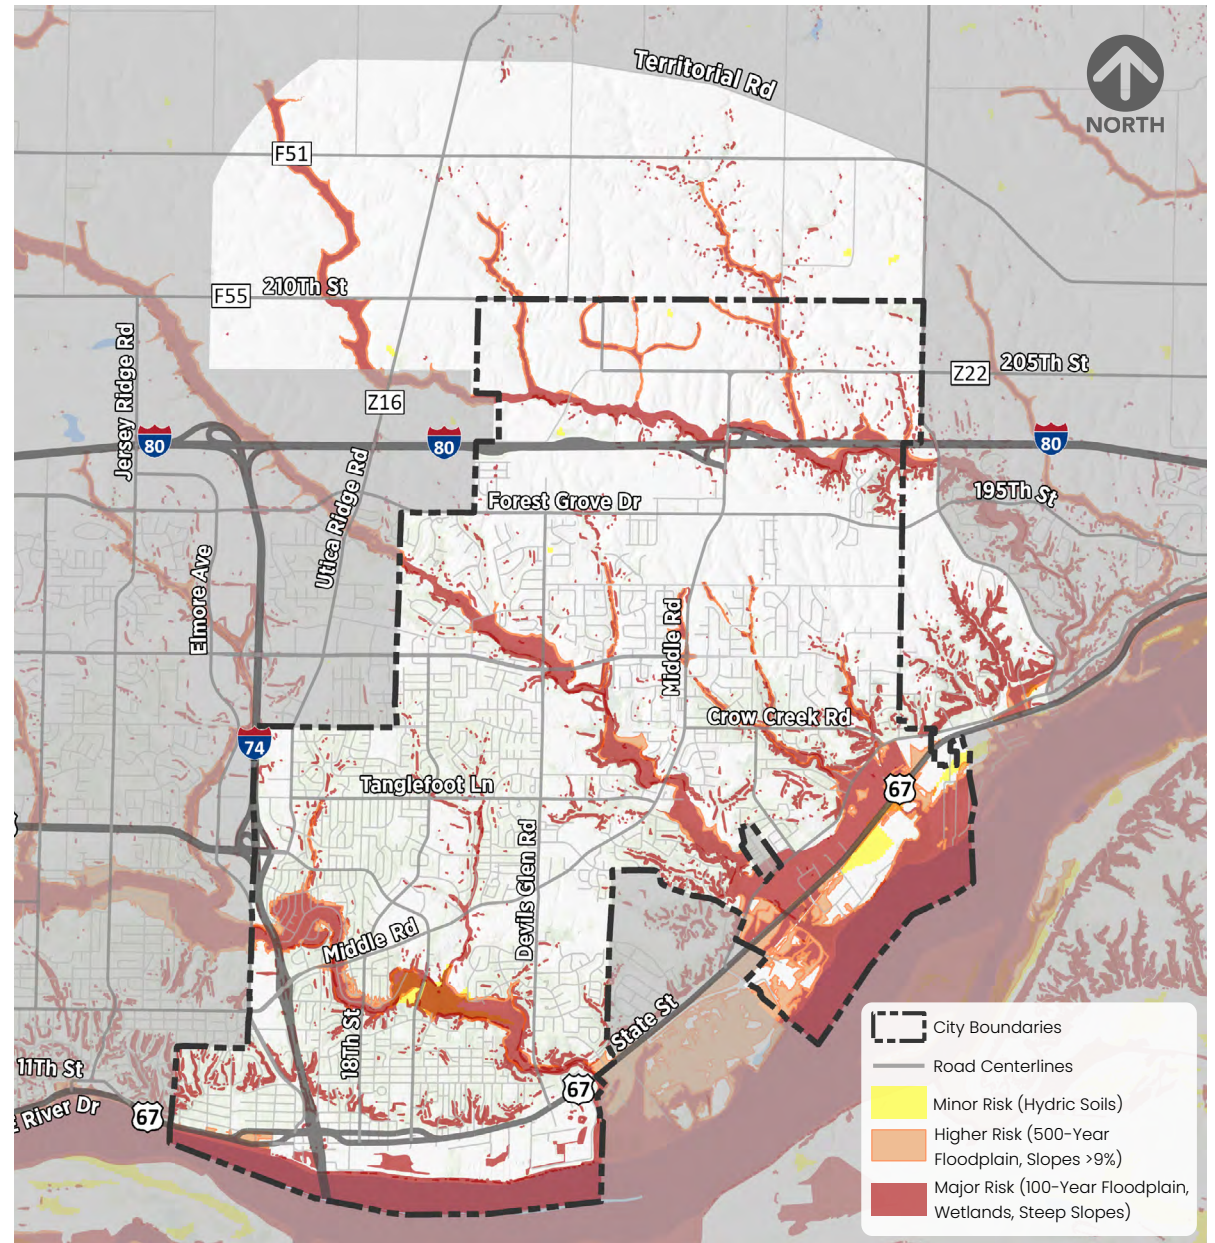 Territorial Rd
NORTH
F51
F55
210Th St
Jersey Ridge Rd
Z16
Z22
205Th St
80
80
80
Utica Ridge Rd
Forest Grove Dr
195Th St
Elmore Ave
Middle Rd
Crow Creek Rd
74
Tanglefoot Ln
67
Devils Glen Rd
Middle Rd
18Th St
State St
11Th St
E River Dr
67
67
City Boundaries
Road Centerlines
Minor Risk (Hydric Soils)
Higher Risk (500-Year
Floodplain, Slopes >9%)
Major Risk (100-Year Floodplain,
Wetlands, Steep Slopes)